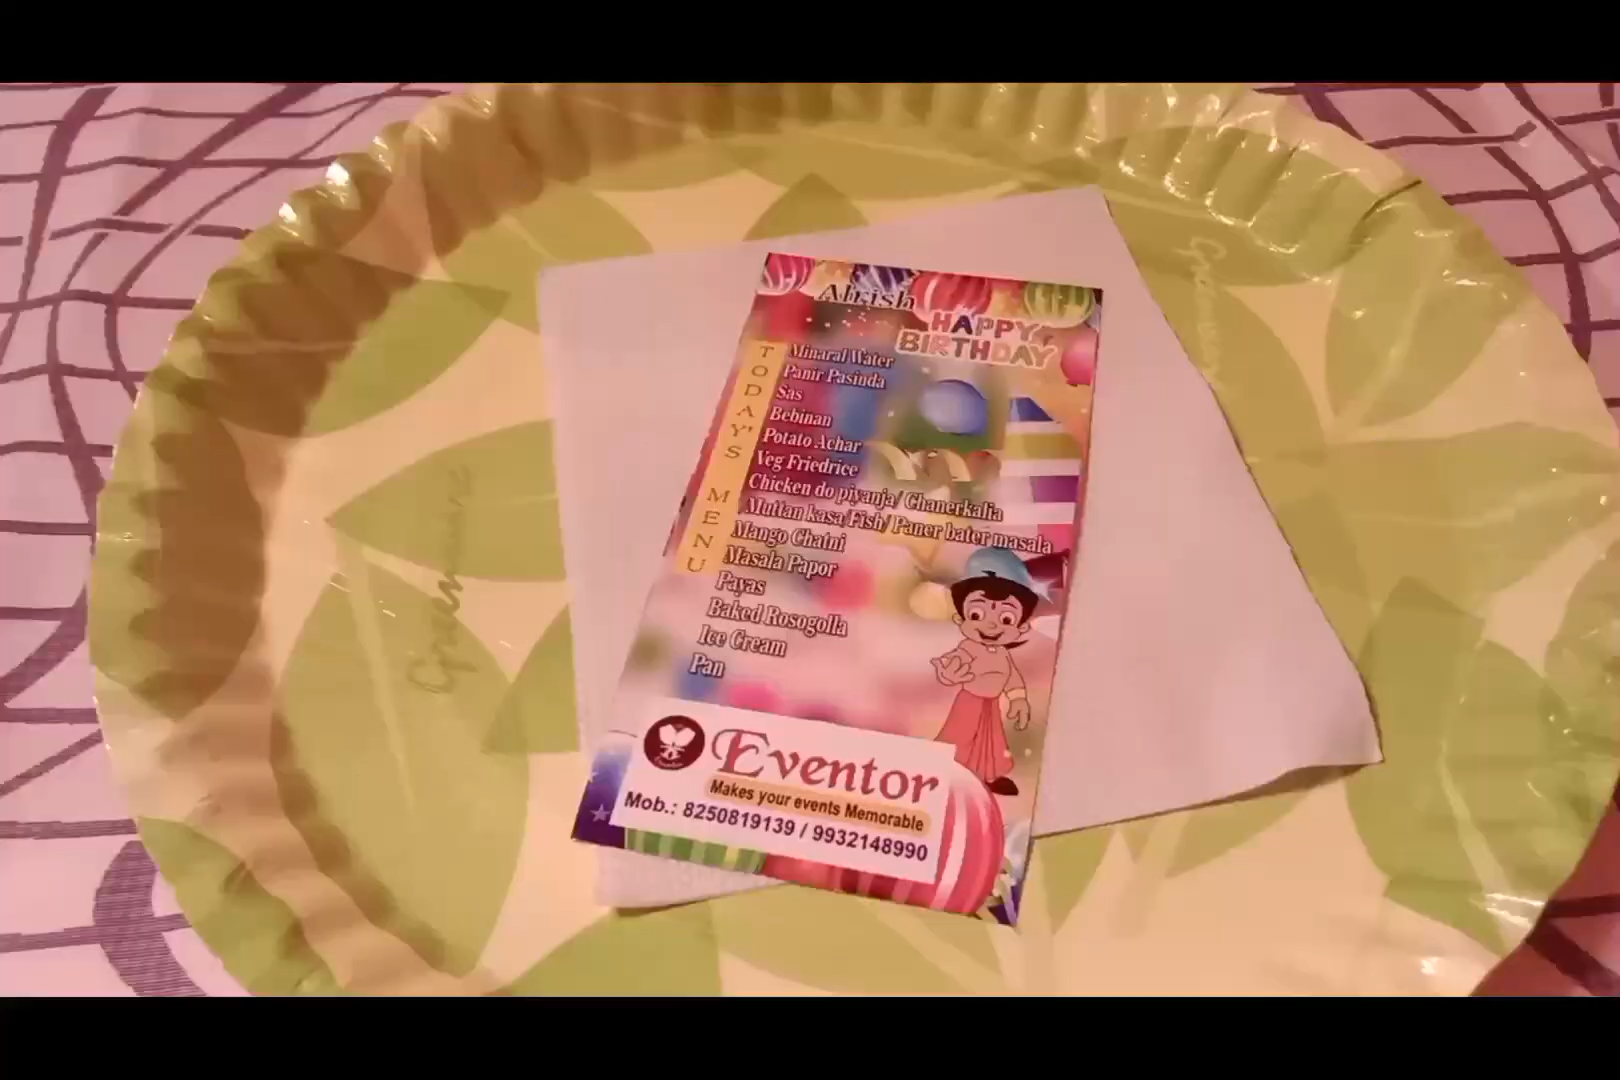 Alrish
HAPPY
BIRTHDAY
TODAY'S MENU
Minaral Water
Panir Pasinda
Sas
Bebinan
Potato Achar
Veg Friedrice
Chicken do piyanja/ Ghanerkalia
Muttan kasa/Fish/ Paner bater masala
Mango Chatni
Masala Papor
Payas
Baked Rosogolla
Ice Cream
Pan
Eventor
Makes your events Memorable
Mob.: 8250819139 / 9932148990